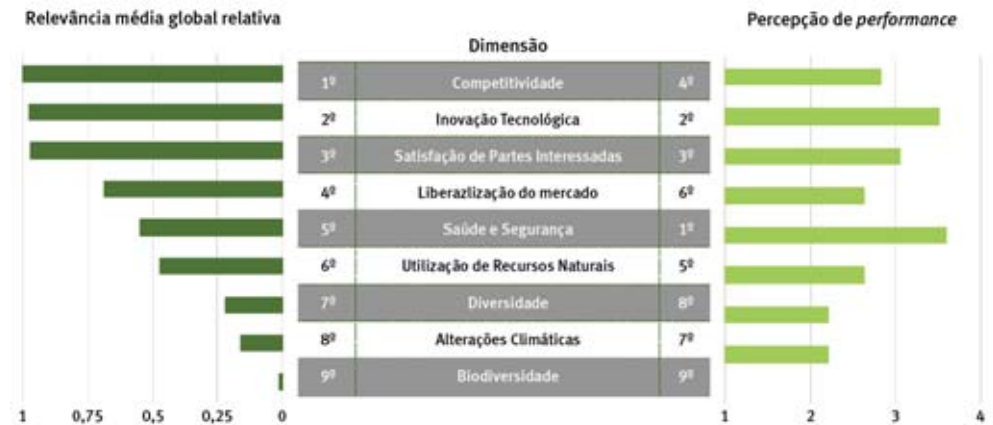 Relevância média global relativa
Percepção de performance
Dimensão
1º Competitividade 4º
2º Inovação Tecnológica 2º
3º Satisfação de Partes Interessadas 3º
4º Liberazlização do mercado 6º
5º Saúde e Segurança 1º
6º Utilização de Recursos Naturais 5º
7º Diversidade 8º
8º Alterações Climáticas 7º
9º Biodiversidade 9º
1 0,75 0,5 0,25 0 1 2 3 4